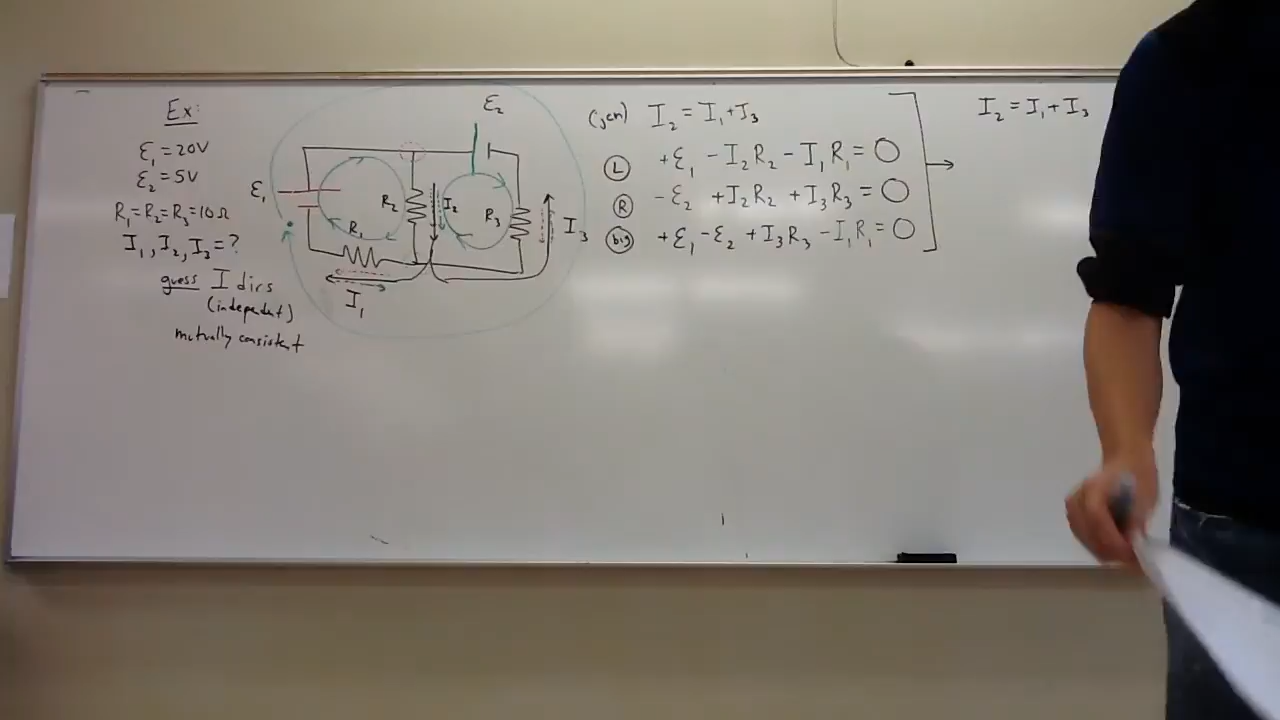 Ex:
ε₁ = 20V
ε₂ = 5V
R₁=R₂=R₃=10Ω
I₁, I₂, I₃ = ?
guess I dirs
(independent)
mutually consistent
ε₁
ε₂
R₂
I₂
R₃
I₃
R₁
I₁
(jcn) I₂ = I₁+I₃
(L) +ε₁ - I₂R₂ - I₁R₁ = 0
(R) -ε₂ + I₂R₂ + I₃R₃ = 0
(big) +ε₁ - ε₂ + I₃R₃ - I₁R₁ = 0
I₂ = I₁ + I₃